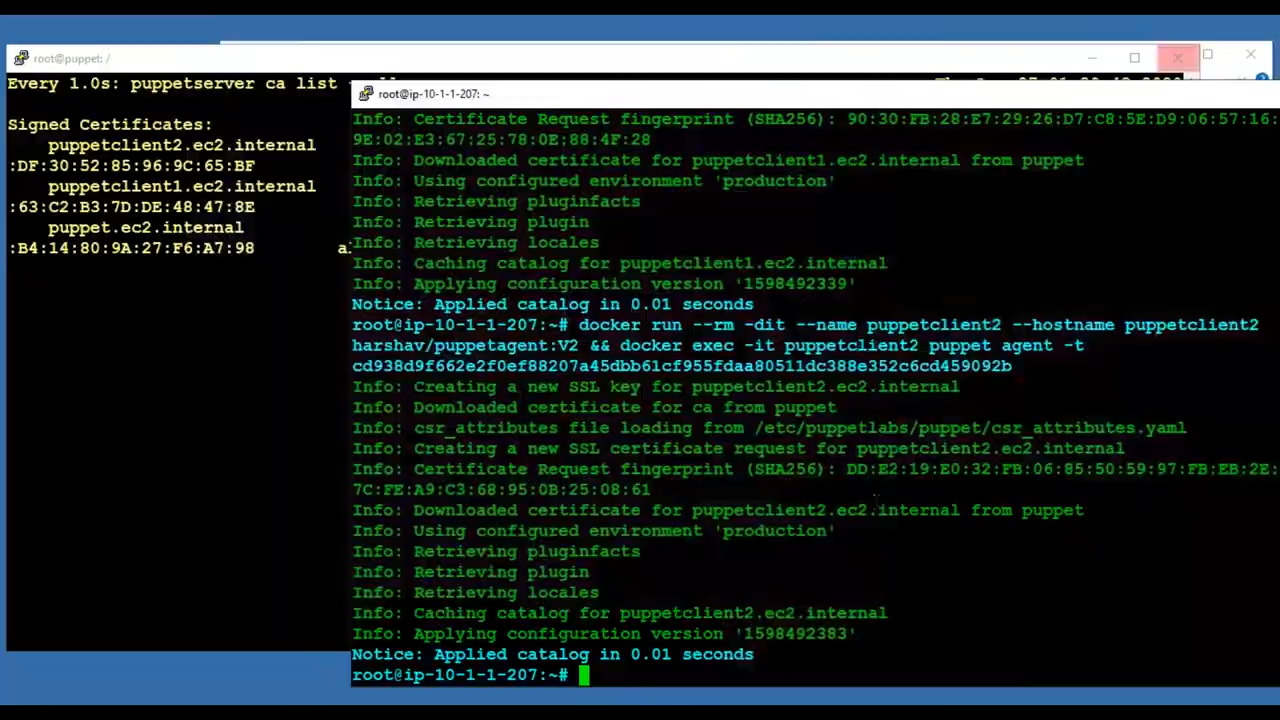 root@puppet: /
Every 1.0s: puppetserver ca list
Signed Certificates:
puppetclient2.ec2.internal
:DF:30:52:85:96:9C:65:BF
puppetclient1.ec2.internal
:63:C2:B3:7D:DE:48:47:8E
puppet.ec2.internal
:B4:14:80:9A:27:F6:A7:98
root@ip-10-1-1-207: ~
Info: Certificate Request fingerprint (SHA256): 90:30:FB:28:E7:29:26:D7:C8:5E:D9:06:57:16:
9E:02:E3:67:25:78:0E:88:4F:28
Info: Downloaded certificate for puppetclient1.ec2.internal from puppet
Info: Using configured environment 'production'
Info: Retrieving pluginfacts
Info: Retrieving plugin
Info: Retrieving locales
Info: Caching catalog for puppetclient1.ec2.internal
Info: Applying configuration version '1598492339'
Notice: Applied catalog in 0.01 seconds
root@ip-10-1-1-207:~# docker run --rm -dit --name puppetclient2 --hostname puppetclient2
harshav/puppetagent:V2 && docker exec -it puppetclient2 puppet agent -t
cd938d9f662e2f0ef88207a45dbb61cf955fdaa80511dc388e352c6cd459092b
Info: Creating a new SSL key for puppetclient2.ec2.internal
Info: Downloaded certificate for ca from puppet
Info: csr_attributes file loading from /etc/puppetlabs/puppet/csr_attributes.yaml
Info: Creating a new SSL certificate request for puppetclient2.ec2.internal
Info: Certificate Request fingerprint (SHA256): DD:E2:19:E0:32:FB:06:85:50:59:97:FB:EB:2E:
7C:FE:A9:C3:68:95:0B:25:08:61
Info: Downloaded certificate for puppetclient2.ec2.internal from puppet
Info: Using configured environment 'production'
Info: Retrieving pluginfacts
Info: Retrieving plugin
Info: Retrieving locales
Info: Caching catalog for puppetclient2.ec2.internal
Info: Applying configuration version '1598492383'
Notice: Applied catalog in 0.01 seconds
root@ip-10-1-1-207:~#